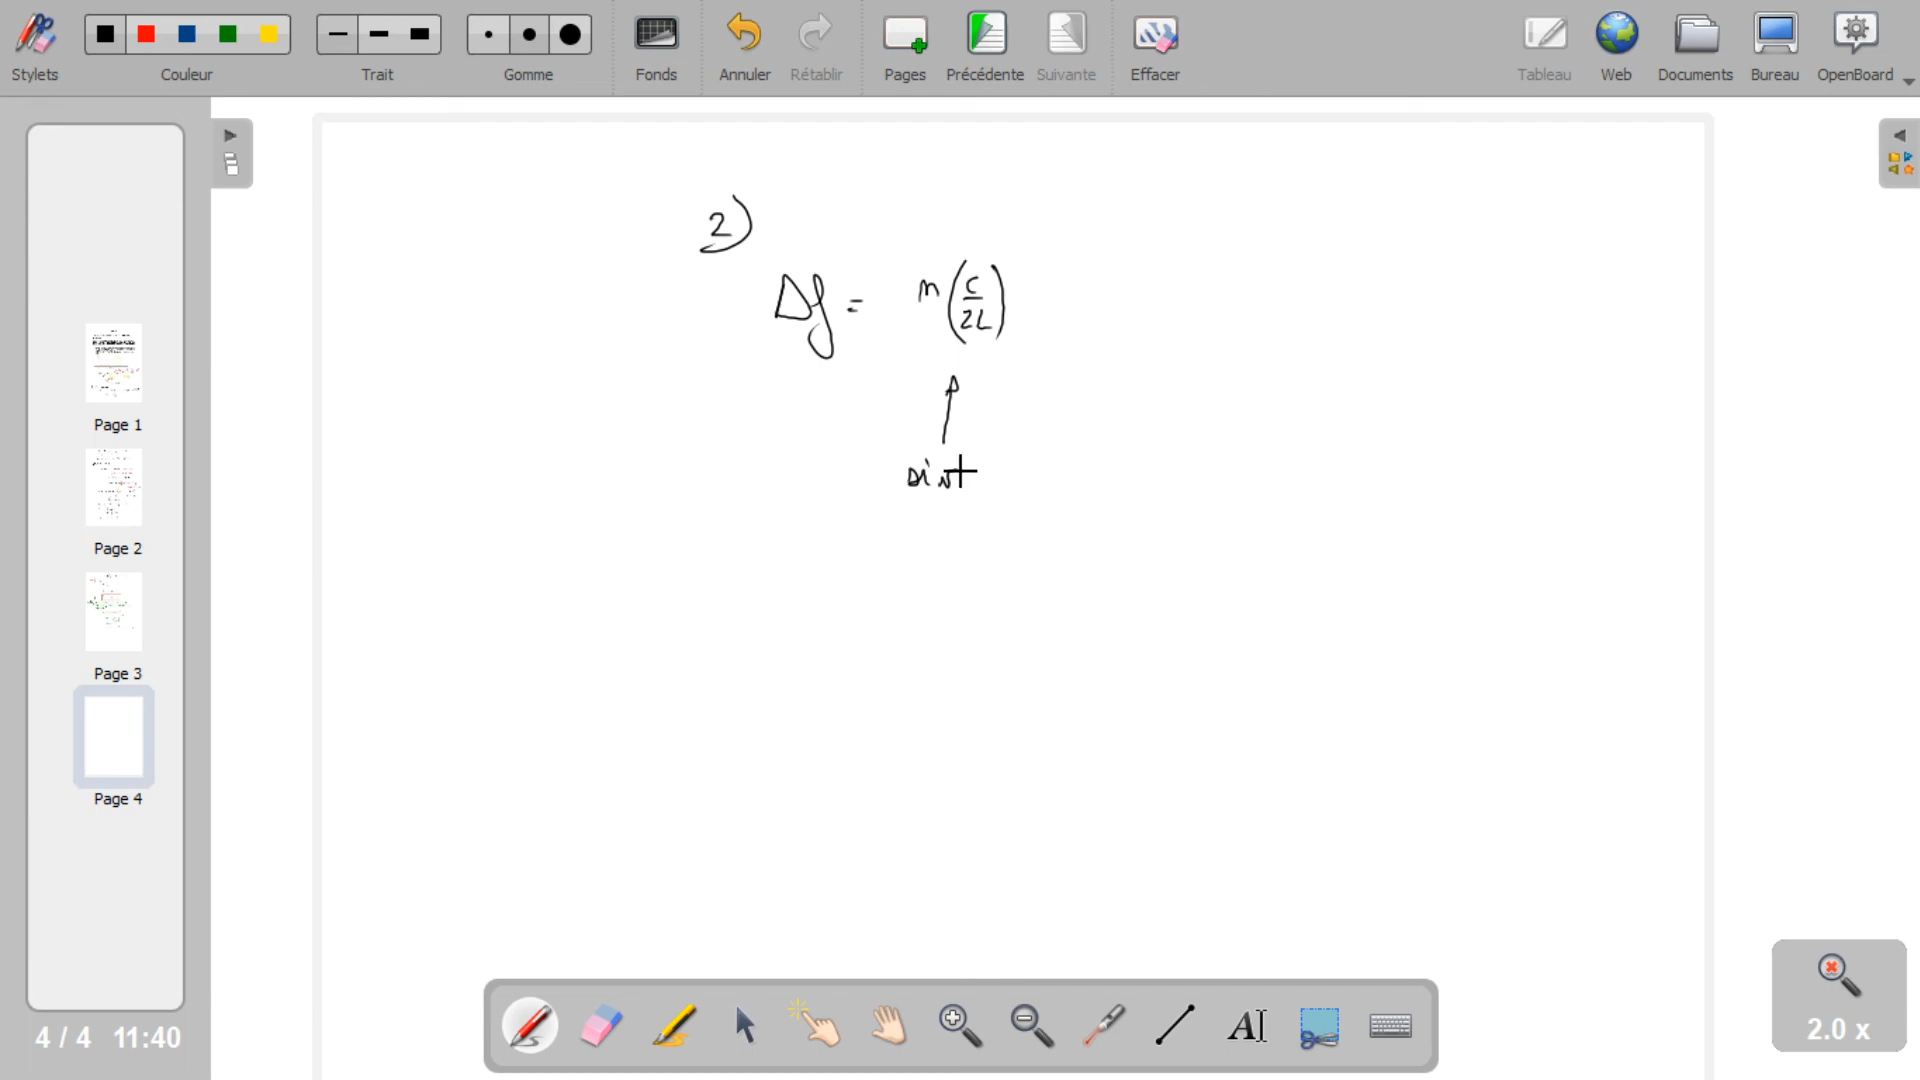 Stylets
Couleur
Trait
Gomme
Fonds
Annuler
Rétablir
Pages
Précédente
Suivante
Effacer
Tableau
Web
Documents
Bureau
OpenBoard
Page 1
Page 2
Page 3
Page 4
4 / 4 11:40
2)
Δf = n(c/2L)
A
2.0 x